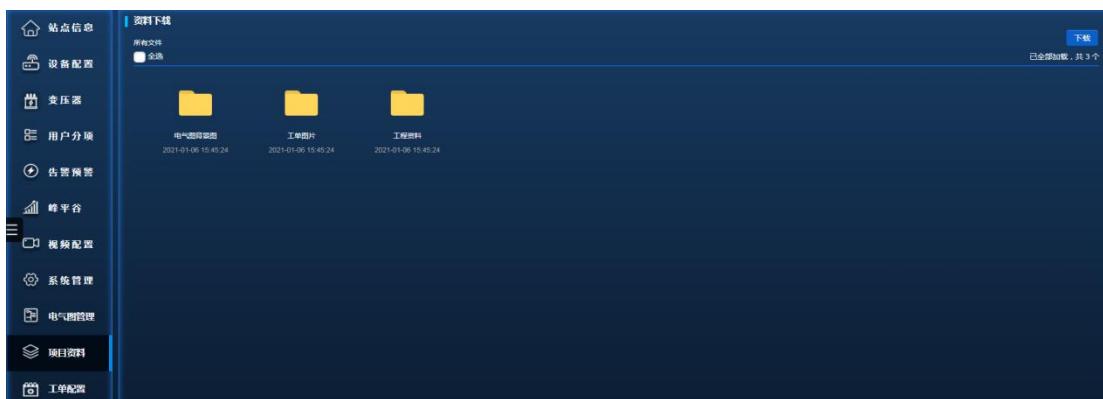 站点信息
设备配置
变压器
用户分项
告警预警
峰平谷
视频配置
系统管理
电气图管理
项目资料
工单配置
资料下载
下载
所有文件
全选
已全部加载，共3个
电气图背景图
2021-01-06 15:45:24
工单图片
2021-01-06 15:45:24
工程资料
2021-01-06 15:45:24